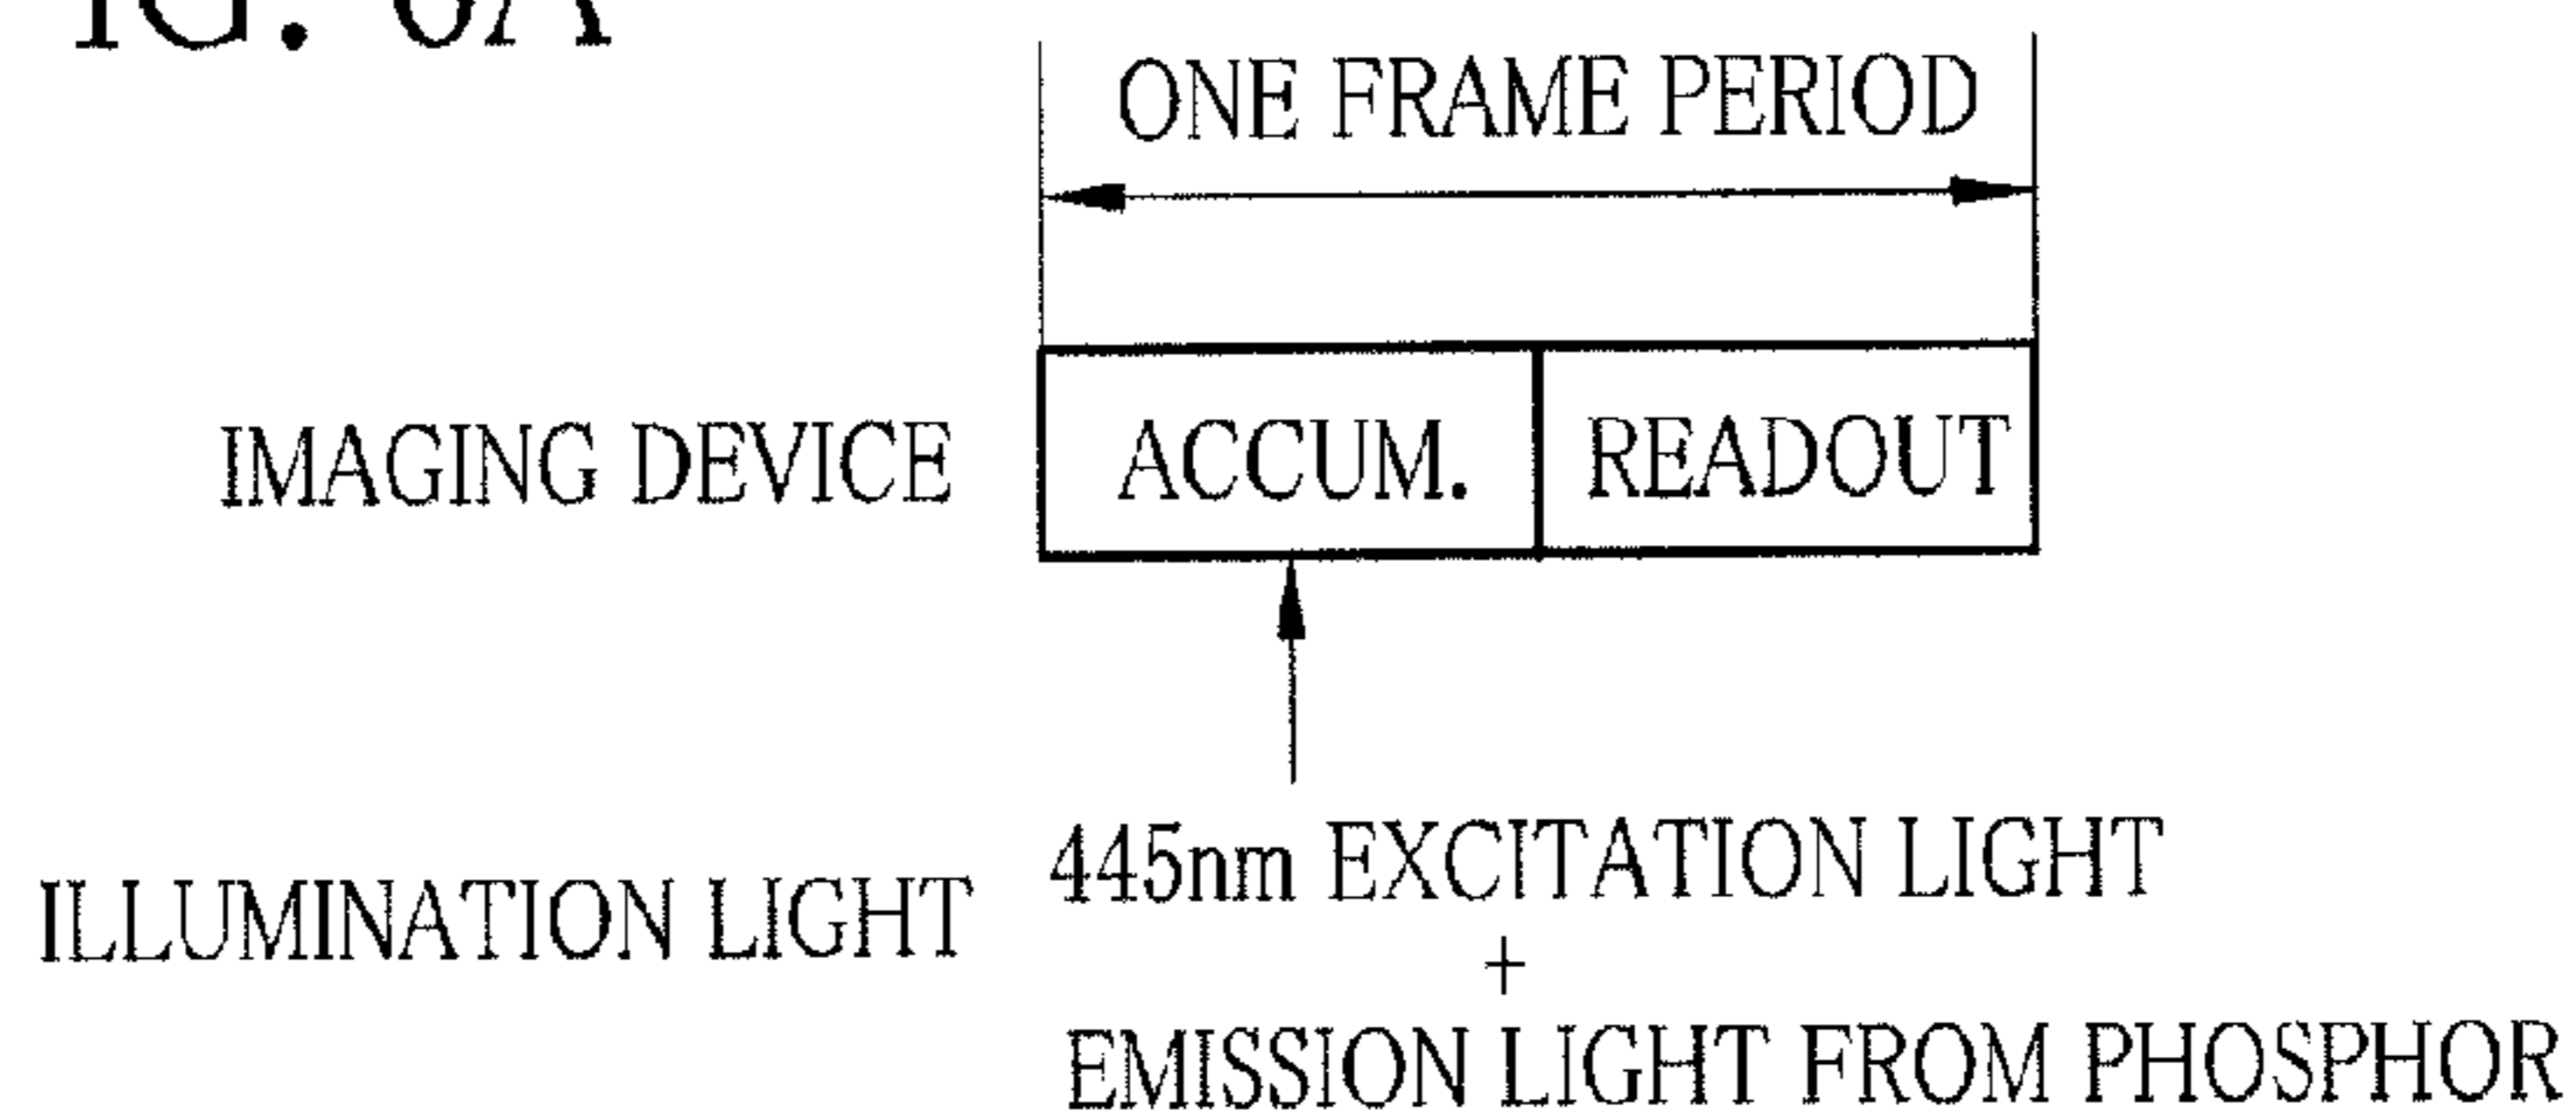 ONE FRAME PERIOD
IMAGING DEVICE ACCUM. READOUT
445nm EXCITATION LIGHT
ILLUMINATION LIGHT
+
EMISSION LIGHT FROM PHOSPHOR